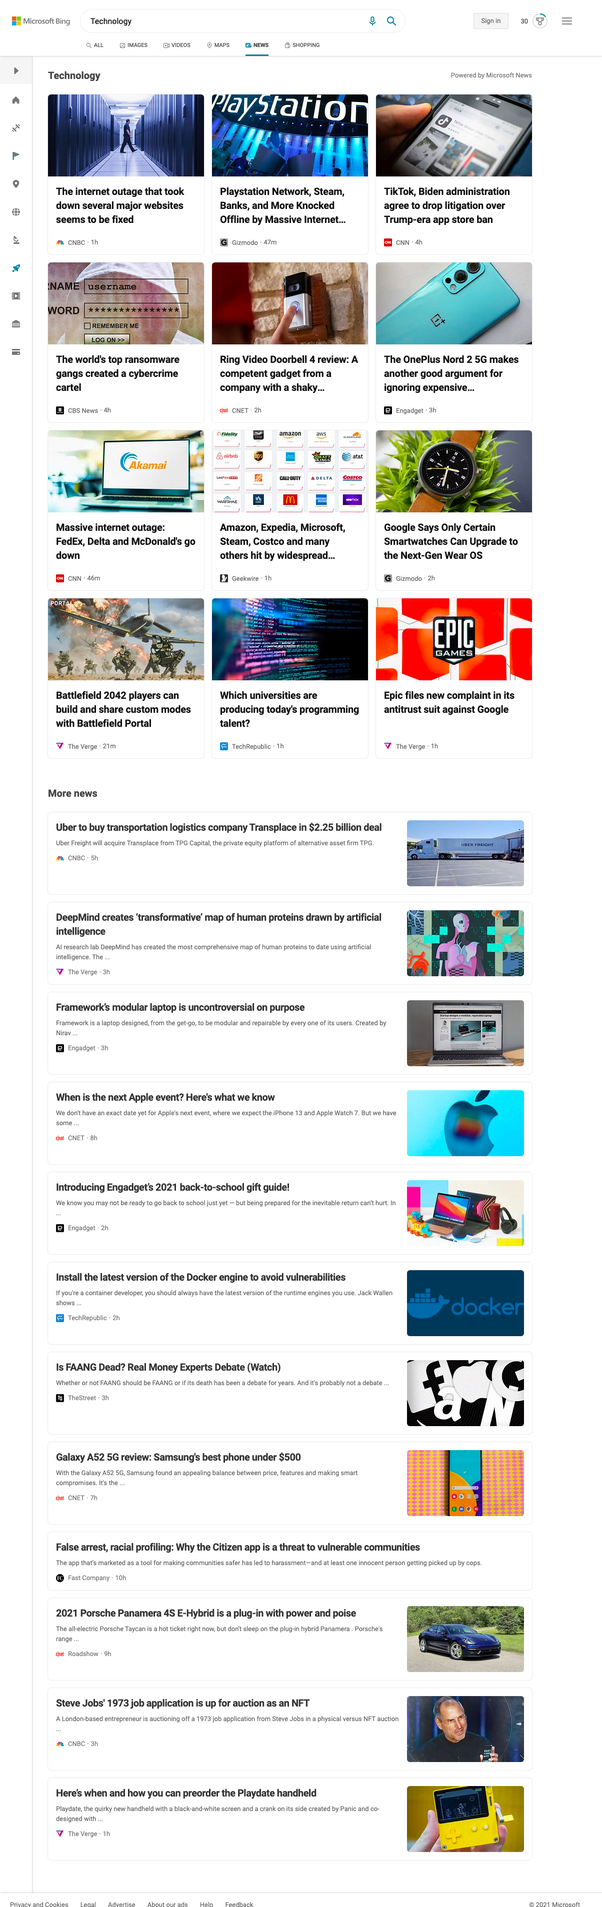 Microsoft Bing
Technology
Sign in
30
ALL
IMAGES
VIDEOS
MAPS
NEWS
SHOPPING
Technology
Powered by Microsoft News
PlayStation
The internet outage that took
down several major websites
seems to be fixed
CNBC · 1h
Playstation Network, Steam,
Banks, and More Knocked
Offline by Massive Internet...
Gizmodo · 47m
TikTok, Biden administration
agree to drop litigation over
Trump-era app store ban
CNN · 4h
NAME username
WORD ***************
REMEMBER ME
LOG ON >>
The world's top ransomware
gangs created a cybercrime
cartel
CBS News · 4h
Ring Video Doorbell 4 review: A
competent gadget from a
company with a shaky...
CNET · 2h
The OnePlus Nord 2 5G makes
another good argument for
ignoring expensive...
Engadget · 3h
Akamai
Fidelity
amazon
aws
airbnb
at&t
CALL·DUTY
DELTA
COSTCO
Massive internet outage:
FedEx, Delta and McDonald's go
down
CNN · 46m
Amazon, Expedia, Microsoft,
Steam, Costco and many
others hit by widespread...
Geekwire · 1h
Google Says Only Certain
Smartwatches Can Upgrade to
the Next-Gen Wear OS
Gizmodo · 2h
PORTAL
EPIC
GAMES
Battlefield 2042 players can
build and share custom modes
with Battlefield Portal
The Verge · 21m
Which universities are
producing today's programming
talent?
TechRepublic · 1h
Epic files new complaint in its
antitrust suit against Google
The Verge · 1h
More news
Uber to buy transportation logistics company Transplace in $2.25 billion deal
Uber Freight will acquire Transplace from TPG Capital, the private equity platform of alternative asset firm TPG.
CNBC · 5h
UBER FREIGHT
DeepMind creates 'transformative' map of human proteins drawn by artificial
intelligence
AI research lab DeepMind has created the most comprehensive map of human proteins to date using artificial
intelligence. The ...
The Verge · 3h
Framework's modular laptop is uncontroversial on purpose
Framework is a laptop designed, from the get-go, to be modular and repairable by every one of its users. Created by
Nirav ...
Engadget · 3h
When is the next Apple event? Here's what we know
We don't have an exact date yet for Apple's next event, where we expect the iPhone 13 and Apple Watch 7. But we have
some ...
CNET · 8h
Introducing Engadget's 2021 back-to-school gift guide!
We know you may not be ready to go back to school just yet — but being prepared for the inevitable return can't hurt. In
...
Engadget · 2h
Install the latest version of the Docker engine to avoid vulnerabilities
If you're a container developer, you should always have the latest version of the runtime engines you use. Jack Wallen
shows ...
TechRepublic · 2h
docker
Is FAANG Dead? Real Money Experts Debate (Watch)
Whether or not FAANG should be FAANG or if its death has been a debate for years. And it's probably not a debate ...
TheStreet · 3h
Galaxy A52 5G review: Samsung's best phone under $500
With the Galaxy A52 5G, Samsung found an appealing balance between price, features and making smart
compromises. It's the ...
CNET · 7h
False arrest, racial profiling: Why the Citizen app is a threat to vulnerable communities
The app that's marketed as a tool for making communities safer has led to harassment—and at least one innocent person getting picked up by cops.
Fast Company · 10h
2021 Porsche Panamera 4S E-Hybrid is a plug-in with power and poise
The all-electric Porsche Taycan is a hot ticket right now, but don't sleep on the plug-in hybrid Panamera . Porsche's
range ...
Roadshow · 9h
Steve Jobs' 1973 job application is up for auction as an NFT
A London-based entrepreneur is auctioning off a 1973 job application from Steve Jobs in a physical versus NFT auction
...
CNBC · 3h
Here's when and how you can preorder the Playdate handheld
Playdate, the quirky new handheld with a black-and-white screen and a crank on its side created by Panic and co-
designed with ...
The Verge · 1h
Privacy and Cookies
Legal
Advertise
About our ads
Help
Feedback
© 2021 Microsoft